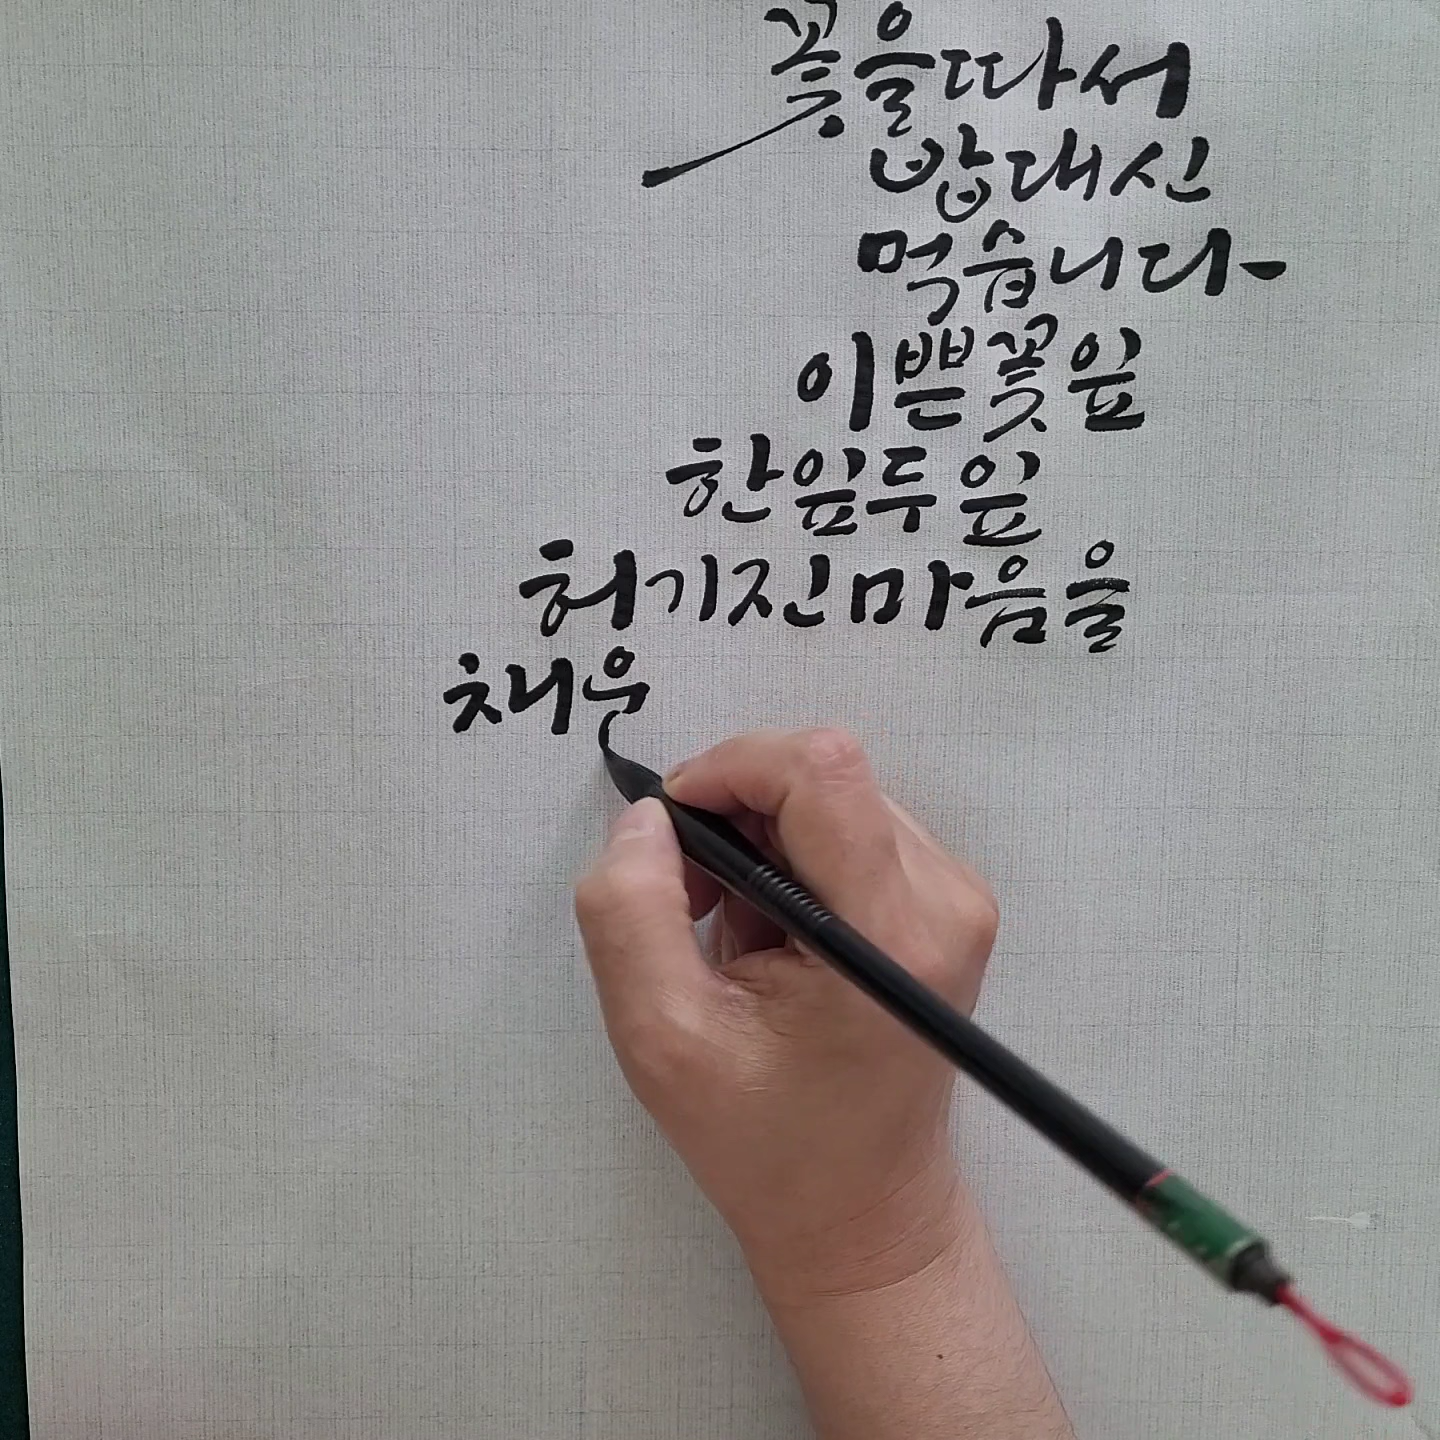 꽃을따서
밥대신
먹습니다
이쁜꽃잎
한잎두잎
허기진마음을
채운